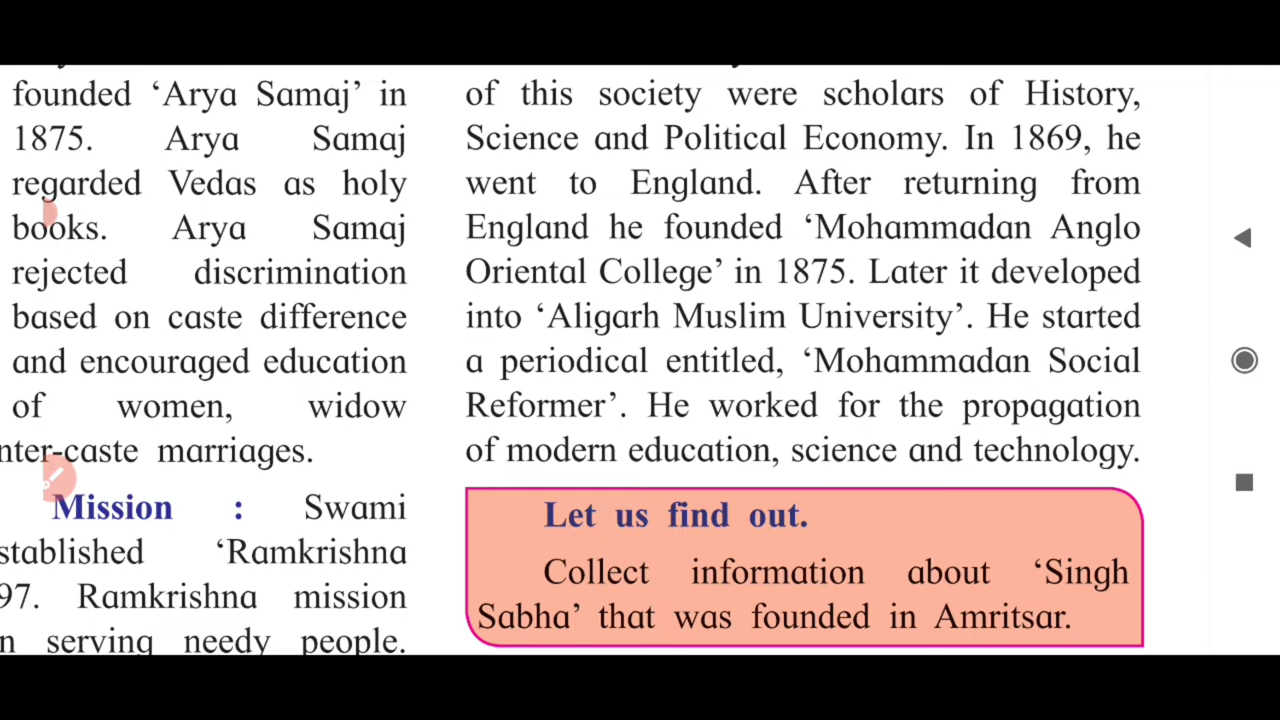 founded ‘Arya Samaj’ in
1875. Arya Samaj
regarded Vedas as holy
books. Arya Samaj
rejected discrimination
based on caste difference
and encouraged education
of women, widow
nter-caste marriages.
Mission : Swami
stablished ‘Ramkrishna
97. Ramkrishna mission
n serving needy people.
of this society were scholars of History,
Science and Political Economy. In 1869, he
went to England. After returning from
England he founded ‘Mohammadan Anglo
Oriental College’ in 1875. Later it developed
into ‘Aligarh Muslim University’. He started
a periodical entitled, ‘Mohammadan Social
Reformer’. He worked for the propagation
of modern education, science and technology.
Let us find out.
Collect information about ‘Singh
Sabha’ that was founded in Amritsar.